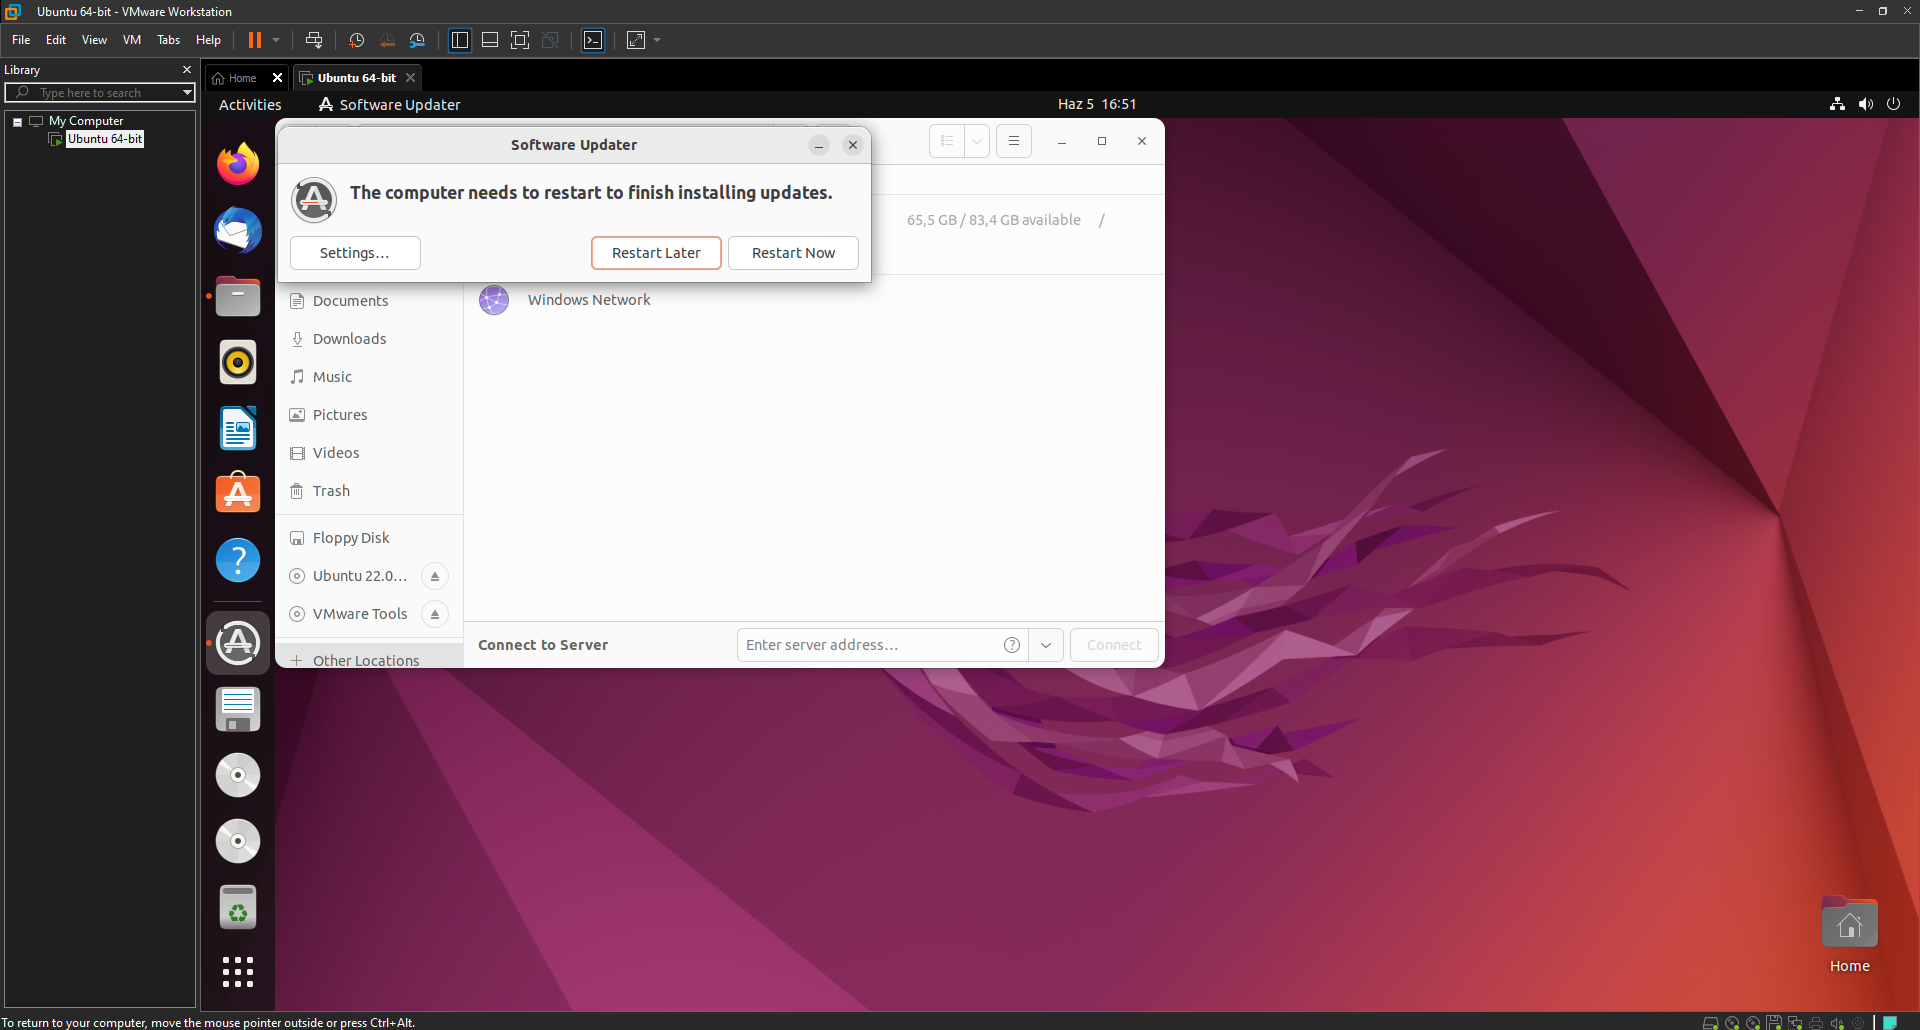 Ubuntu 64-bit - VMware Workstation
File Edit View VM Tabs Help
Library
Type here to search
My Computer
Ubuntu 64-bit
Home
Ubuntu 64-bit
Activities
Software Updater
Haz 5 16:51
Software Updater
The computer needs to restart to finish installing updates.
Settings…
Restart Later
Restart Now
65,5 GB / 83,4 GB available /
Documents
Windows Network
Downloads
Music
Pictures
Videos
Trash
Floppy Disk
Ubuntu 22.0…
VMware Tools
Other Locations
Connect to Server
Enter server address…
Connect
Home
To return to your computer, move the mouse pointer outside or press Ctrl+Alt.